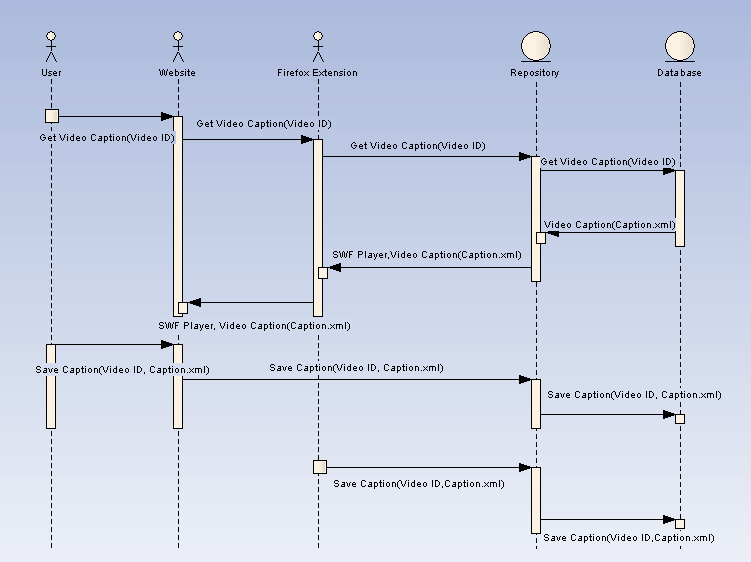 User
Website
Firefox Extension
Repository
Database
Get Video Caption(Video ID)
Get Video Caption(Video ID)
Get Video Caption(Video ID)
Get Video Caption(Video ID)
Video Caption(Caption.xml)
SWF Player,Video Caption(Caption.xml)
SWF Player, Video Caption(Caption.xml)
Save Caption(Video ID, Caption.xml)
Save Caption(Video ID, Caption.xml)
Save Caption(Video ID, Caption.xml)
Save Caption(Video ID,Caption.xml)
Save Caption(Video ID,Caption.xml)